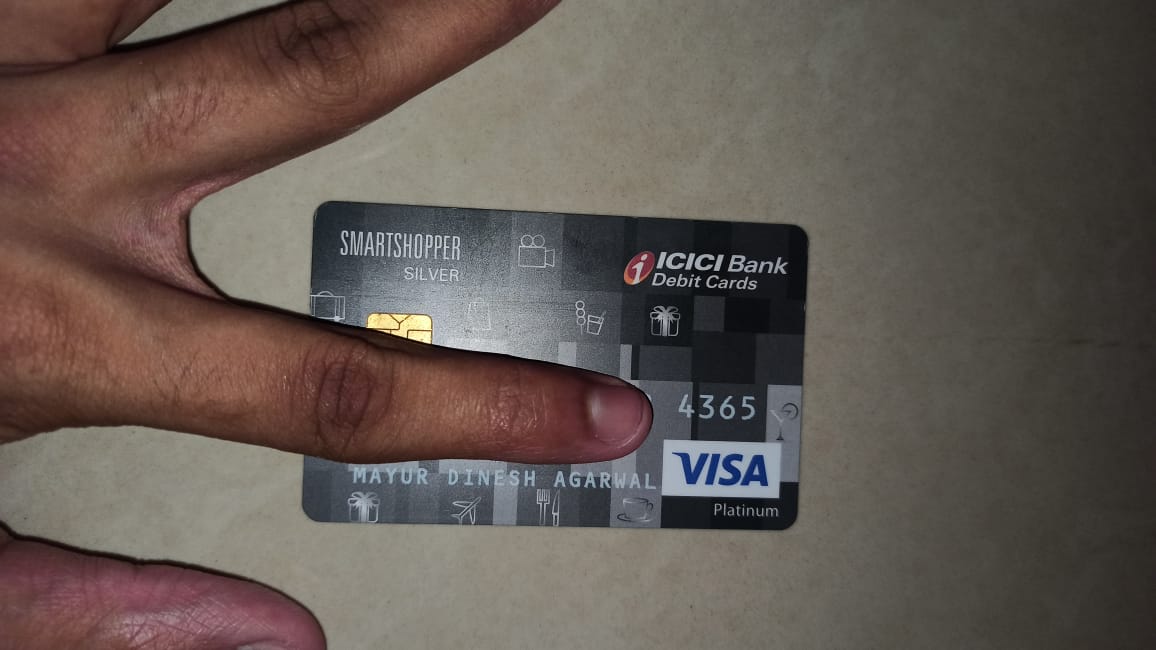 SMARTSHOPPER
SILVER
ICICI Bank
Debit Cards
4365
MAYUR DINESH AGARWAL
VISA
Platinum